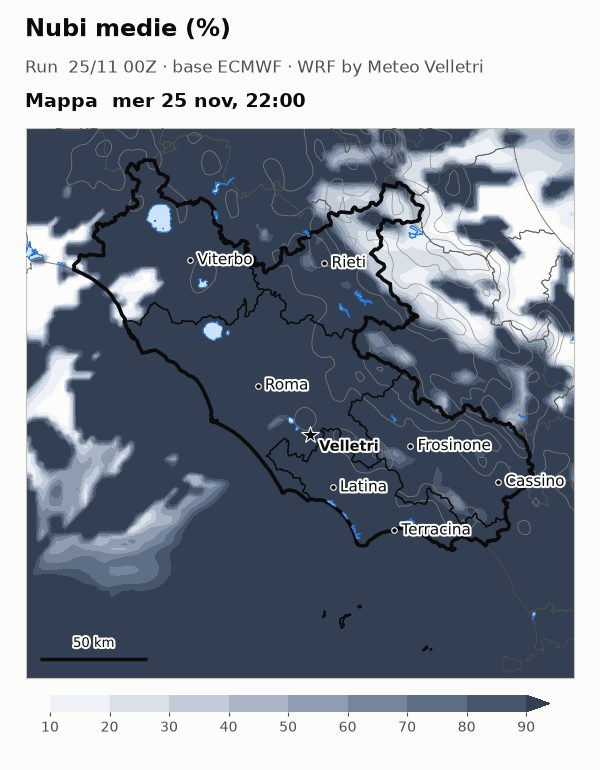 Nubi medie (%)
Run  25/11 00Z · base ECMWF · WRF by Meteo Velletri
Mappa  mer 25 nov, 22:00
Viterbo
Rieti
Roma
Velletri
Frosinone
Latina
Cassino
Terracina
50 km
10 20 30 40 50 60 70 80 90